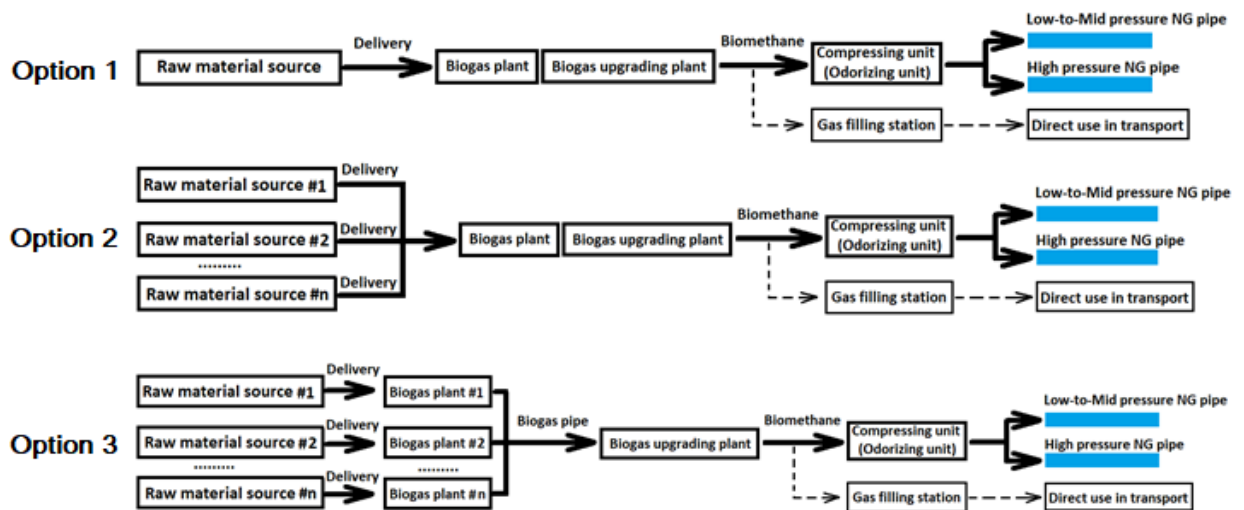 Option 1
Raw material source
Delivery
Biogas plant
Biogas upgrading plant
Biomethane
Compressing unit
(Odorizing unit)
Low-to-Mid pressure NG pipe
High pressure NG pipe
Gas filling station
Direct use in transport
Option 2
Raw material source #1
Delivery
Raw material source #2
Delivery
.........
Raw material source #n
Delivery
Biogas plant
Biogas upgrading plant
Biomethane
Compressing unit
(Odorizing unit)
Low-to-Mid pressure NG pipe
High pressure NG pipe
Gas filling station
Direct use in transport
Option 3
Raw material source #1
Delivery
Biogas plant #1
Raw material source #2
Delivery
Biogas plant #2
.........
.........
Raw material source #n
Delivery
Biogas plant #n
Biogas pipe
Biogas upgrading plant
Biomethane
Compressing unit
(Odorizing unit)
Low-to-Mid pressure NG pipe
High pressure NG pipe
Gas filling station
Direct use in transport